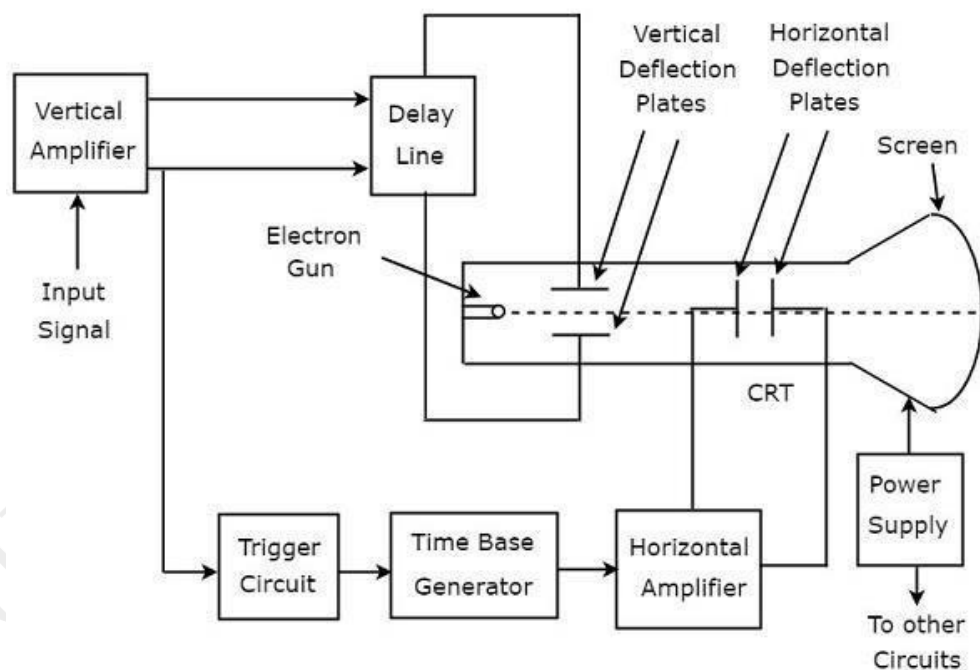 Vertical
Deflection
Plates
Horizontal
Deflection
Plates
Vertical
Amplifier
Delay
Line
Screen
Electron
Gun
Input
Signal
CRT
Power
Supply
Trigger
Circuit
Time Base
Generator
Horizontal
Amplifier
To other
Circuits